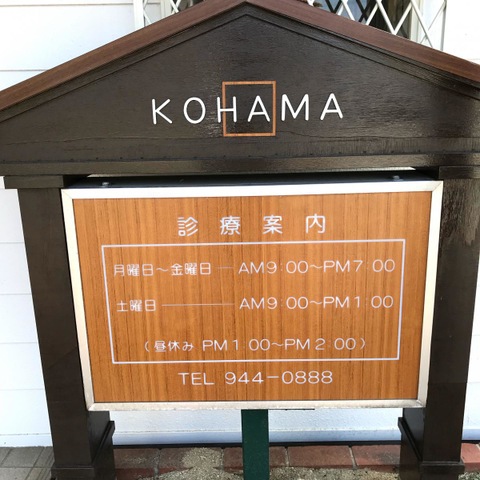 KOHAMA
診療案内
月曜日～金曜日 ― AM9:00～PM7:00
土曜日 ――― AM9:00～PM1:00
(昼休み PM1:00～PM2:00)
TEL 944-0888